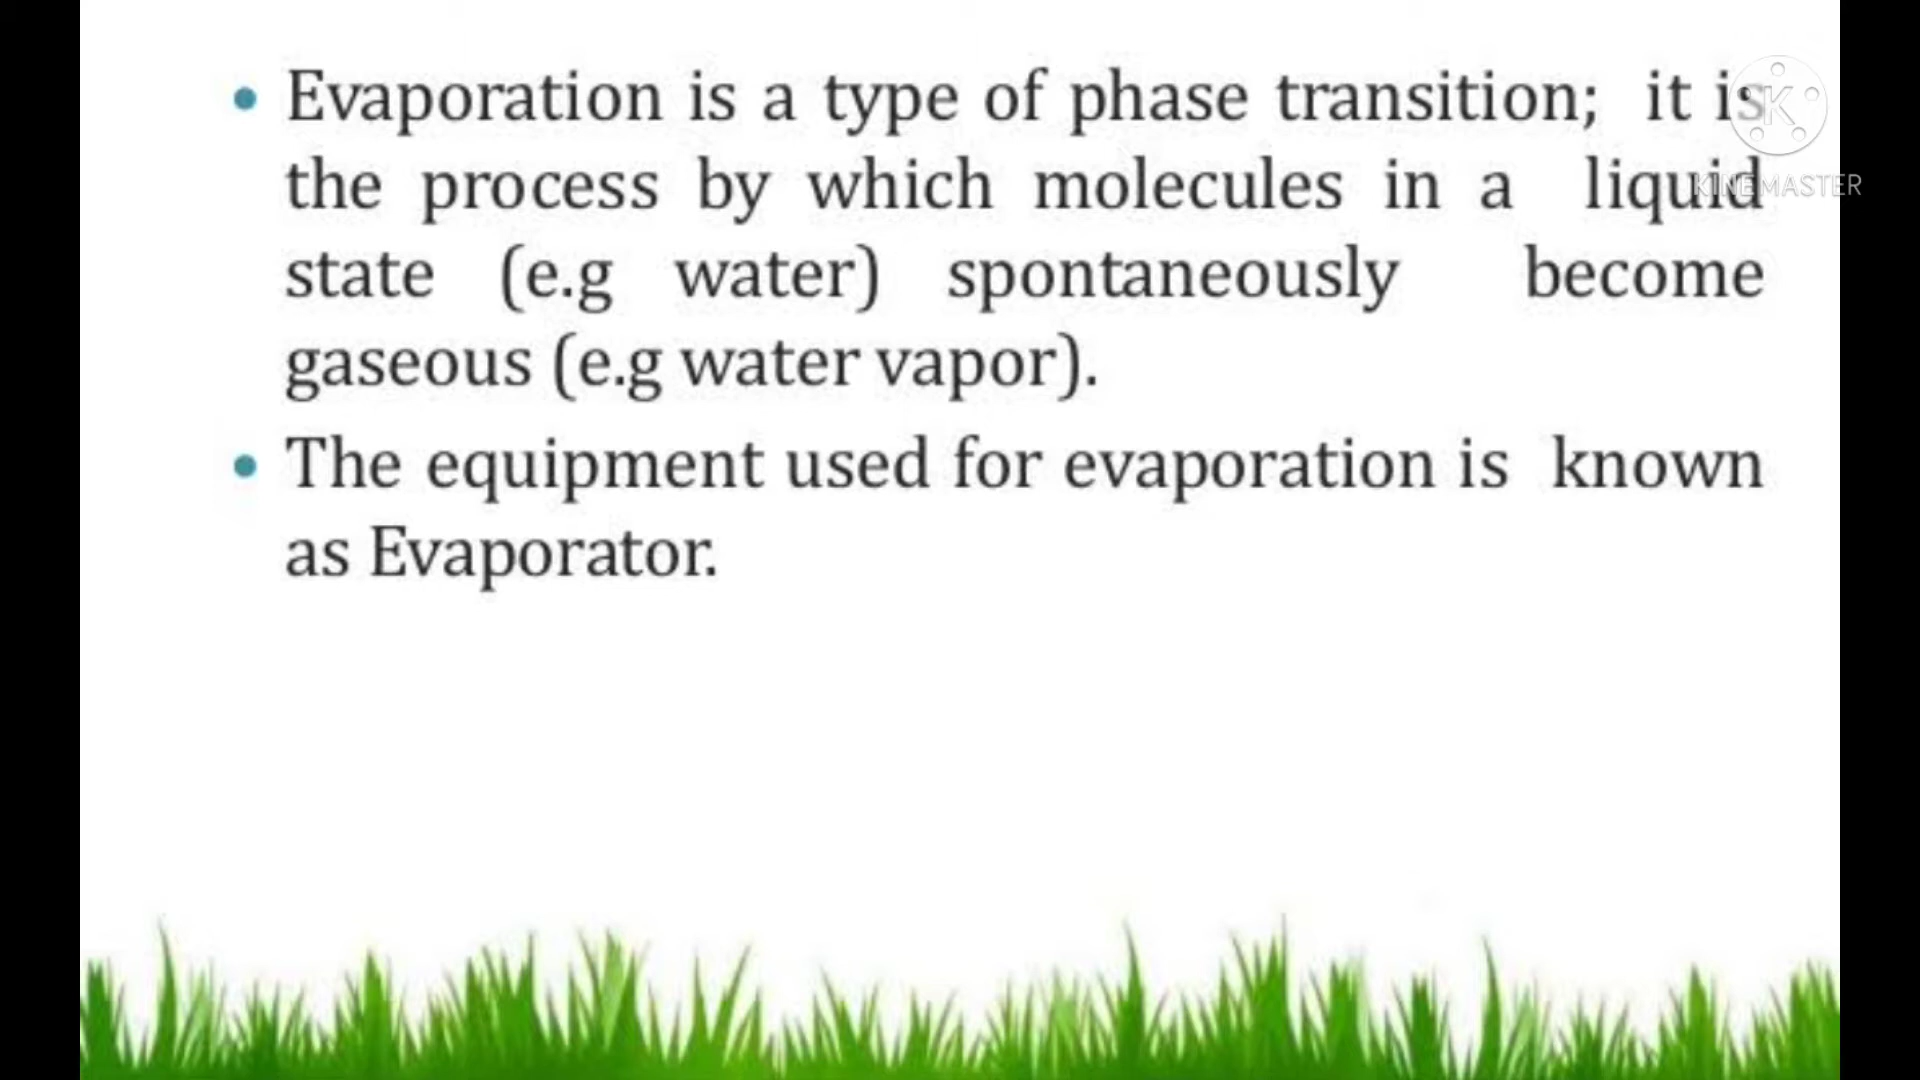 • Evaporation is a type of phase transition; it is
the process by which molecules in a liquid
state (e.g water) spontaneously become
gaseous (e.g water vapor).
• The equipment used for evaporation is known
as Evaporator.
K
KINEMASTER